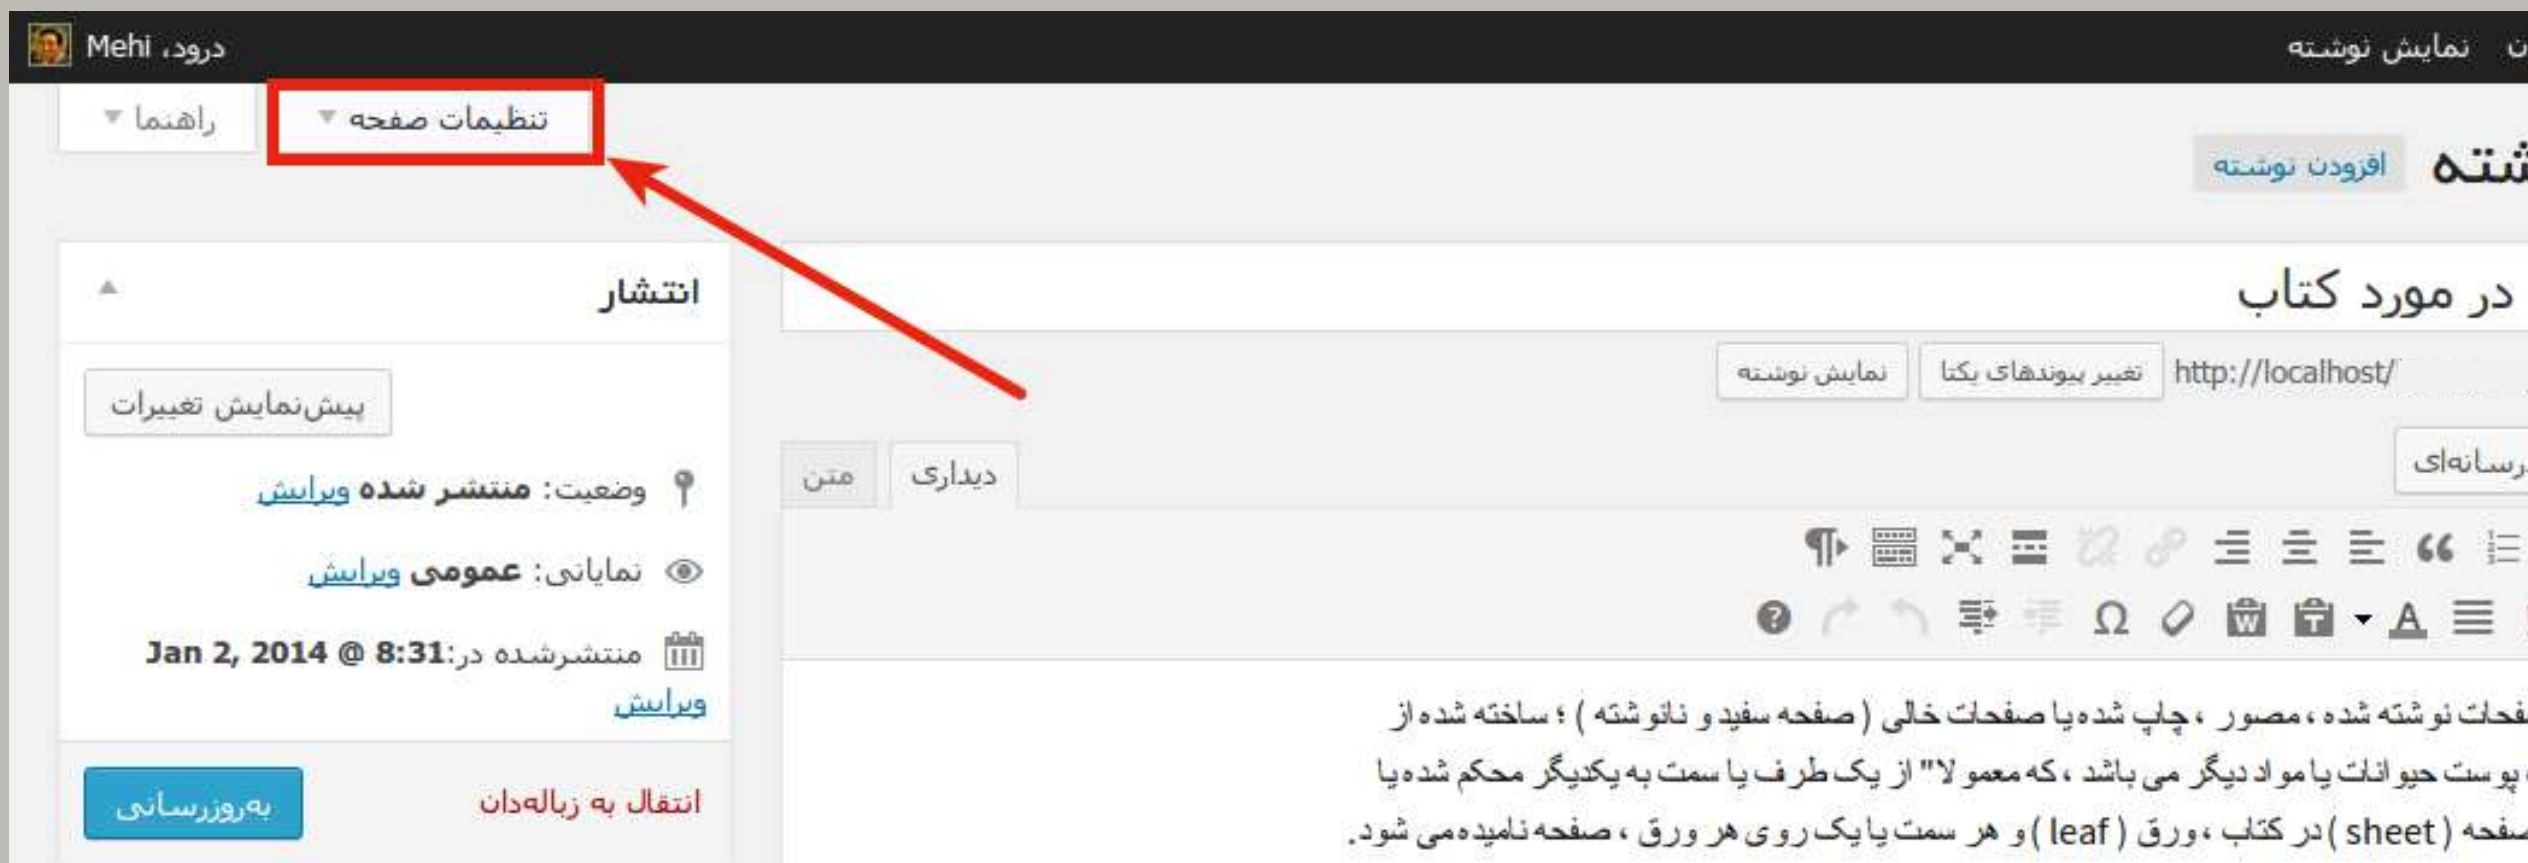 نمایش نوشته
درود، Mehi
تنظیمات صفحه
راهنما
افزودن نوشته
در مورد کتاب
http://localhost/ تغییر پیوندهای یکتا نمایش نوشته
دیداری متن
انتشار
پیش‌نمایش تغییرات
وضعیت: منتشر شده ویرایش
نمایانی: عمومی ویرایش
منتشرشده در: Jan 2, 2014 @ 8:31
ویرایش
انتقال به زباله‌دان
به‌روزرسانی
نوشته شده ، مصور ، چاپ شده یا صفحات خالی ( صفحه سفید و نانوشته ) ؛ ساخته شده از
پوست حیوانات یا مواد دیگر می باشد ، که معمولا" از یک طرف یا سمت به یکدیگر محکم شده یا
صفحه ( sheet ) در کتاب ، ورق ( leaf ) و هر سمت یا یک روی هر ورق ، صفحه نامیده می شود.